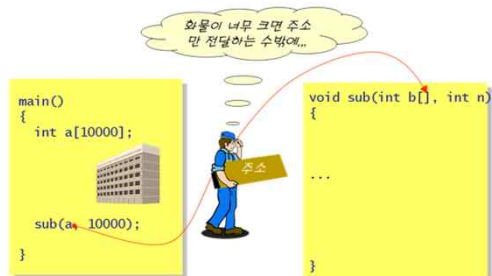 화물이 너무 크면 주소
만 전달하는 수밖에,,,
main()
{
int a[10000];
sub(a, 10000);
}
주소
void sub(int b[], int n)
{
...
}